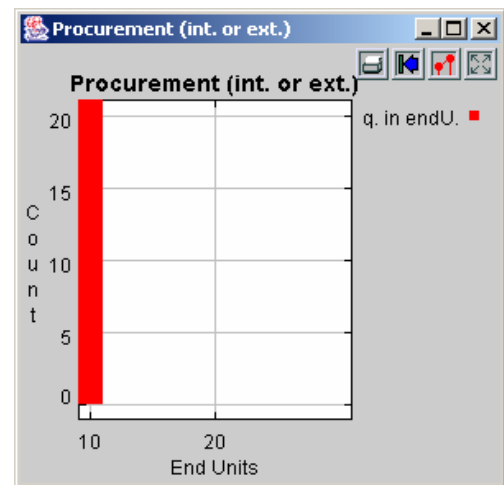 Procurement (int. or ext.)
Procurement (int. or ext.)
q. in endU.
20
15
10
5
0
Count
10 20
End Units